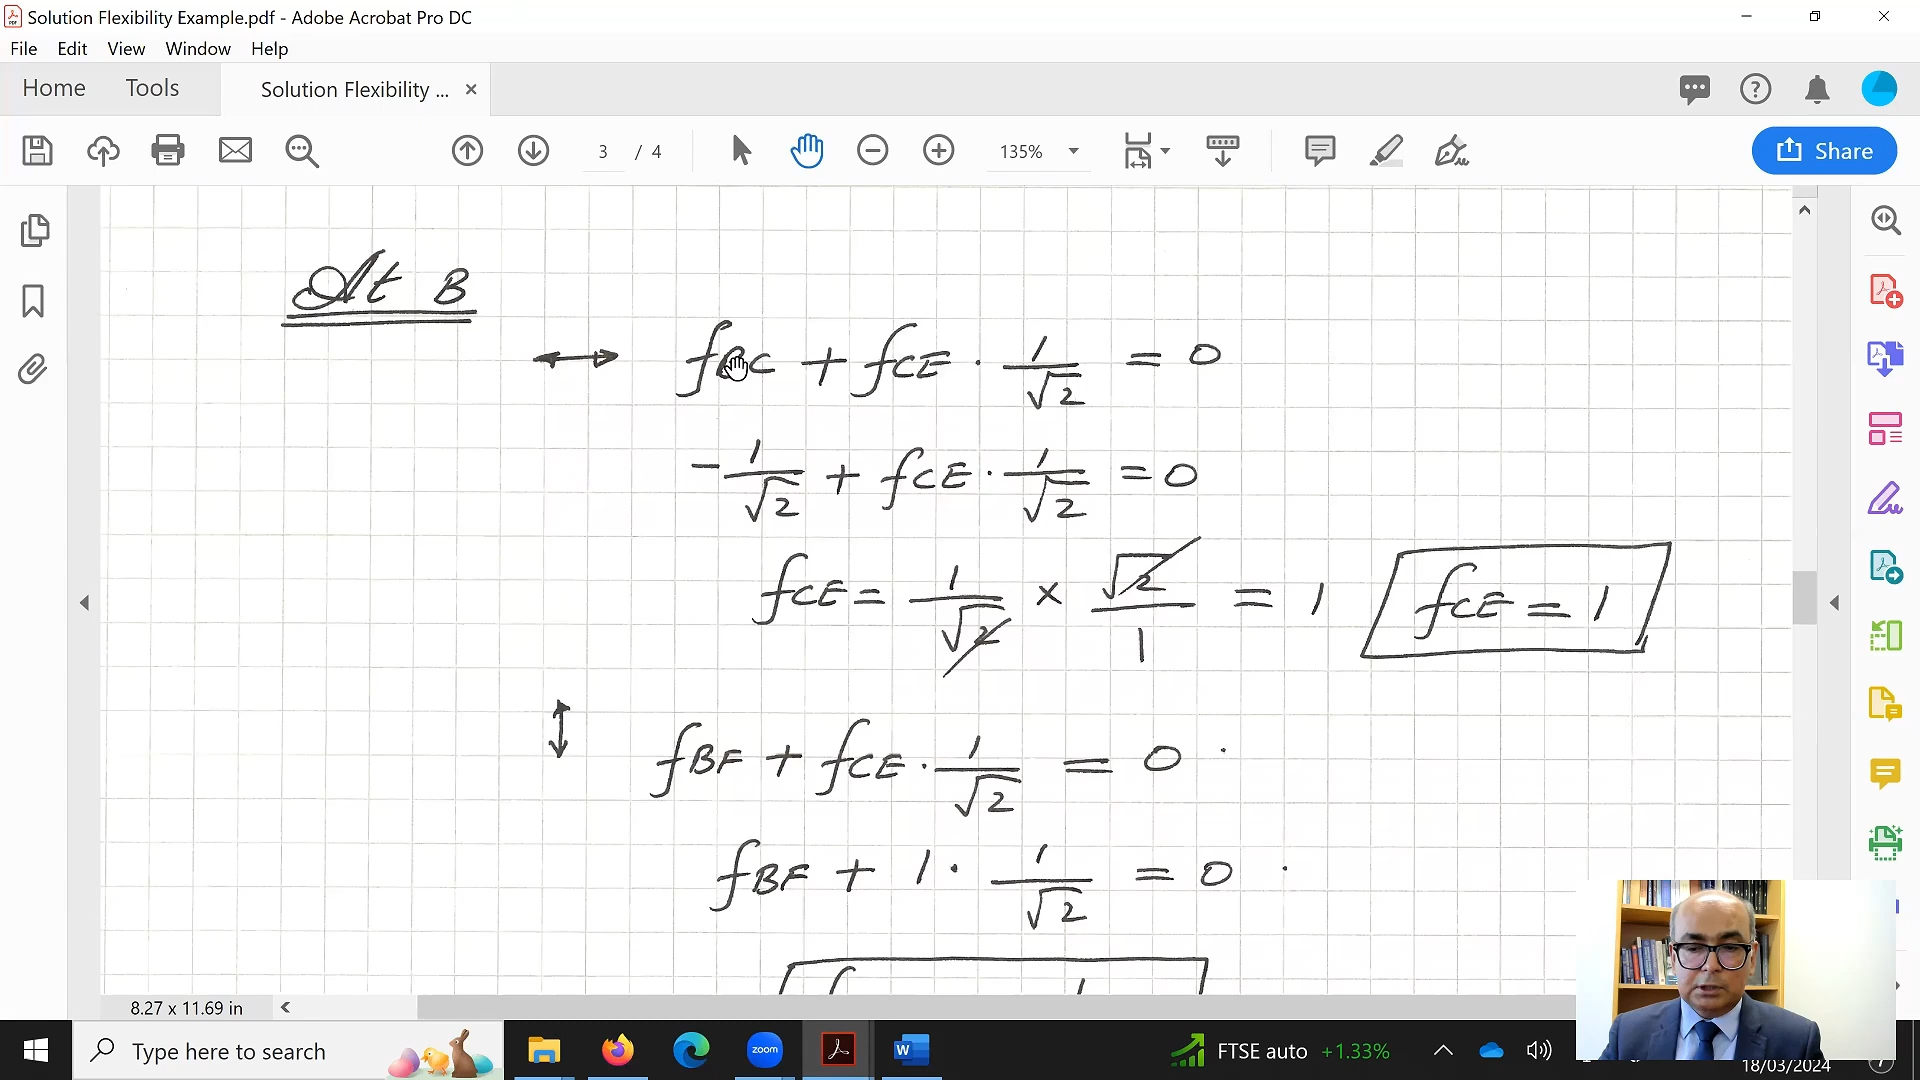 Solution Flexibility Example.pdf - Adobe Acrobat Pro DC
File Edit View Window Help
Home Tools Solution Flexibility ... ×
3 / 4 135% Share
At B
↔ fBC + fCE · 1/√2 = 0
-1/√2 + fCE · 1/√2 = 0
fCE = 1/√2 × √2/1 = 1 fCE = 1
↕ fBF + fCE · 1/√2 = 0
fBF + 1 · 1/√2 = 0
8.27 x 11.69 in
Type here to search zoom W FTSE auto +1.33%
18/03/2024